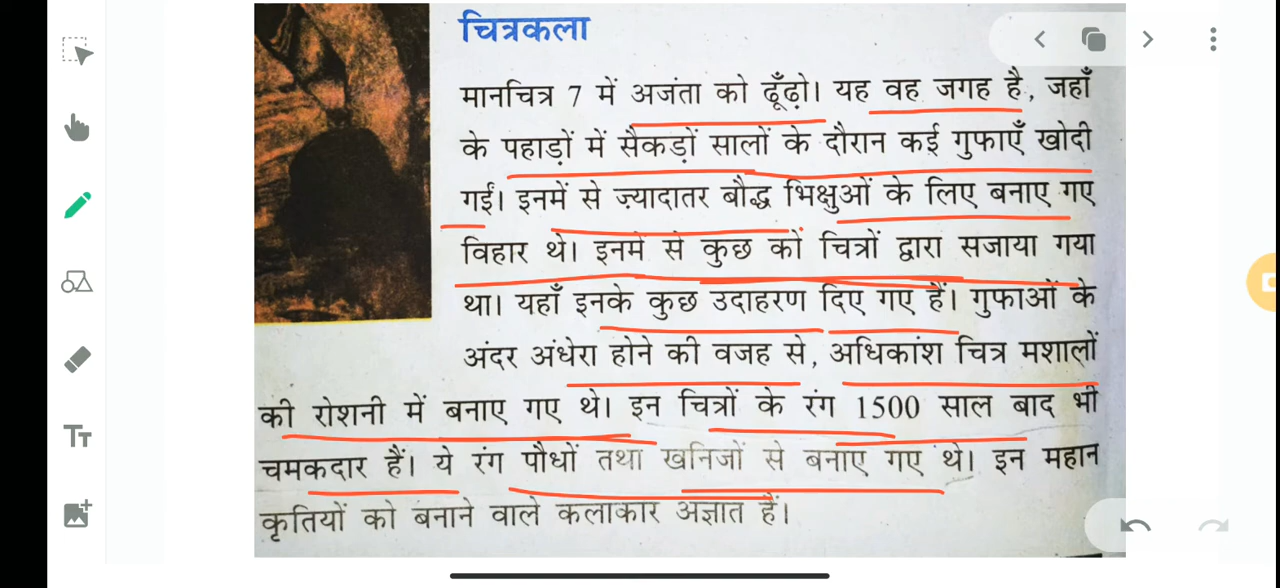 चित्रकला
मानचित्र 7 में अजंता को ढूँढ़ो। यह वह जगह है, जहाँ
के पहाड़ों में सैकड़ों सालों के दौरान कई गुफाएँ खोदी
गईं। इनमें से ज़्यादातर बौद्ध भिक्षुओं के लिए बनाए गए
विहार थे। इनमें से कुछ को चित्रों द्वारा सजाया गया
था। यहाँ इनके कुछ उदाहरण दिए गए हैं। गुफाओं के
अंदर अंधेरा होने की वजह से, अधिकांश चित्र मशालों
की रोशनी में बनाए गए थे। इन चित्रों के रंग 1500 साल बाद भी
चमकदार हैं। ये रंग पौधों तथा खनिजों से बनाए गए थे। इन महान
कृतियों को बनाने वाले कलाकार अज्ञात हैं।
TT